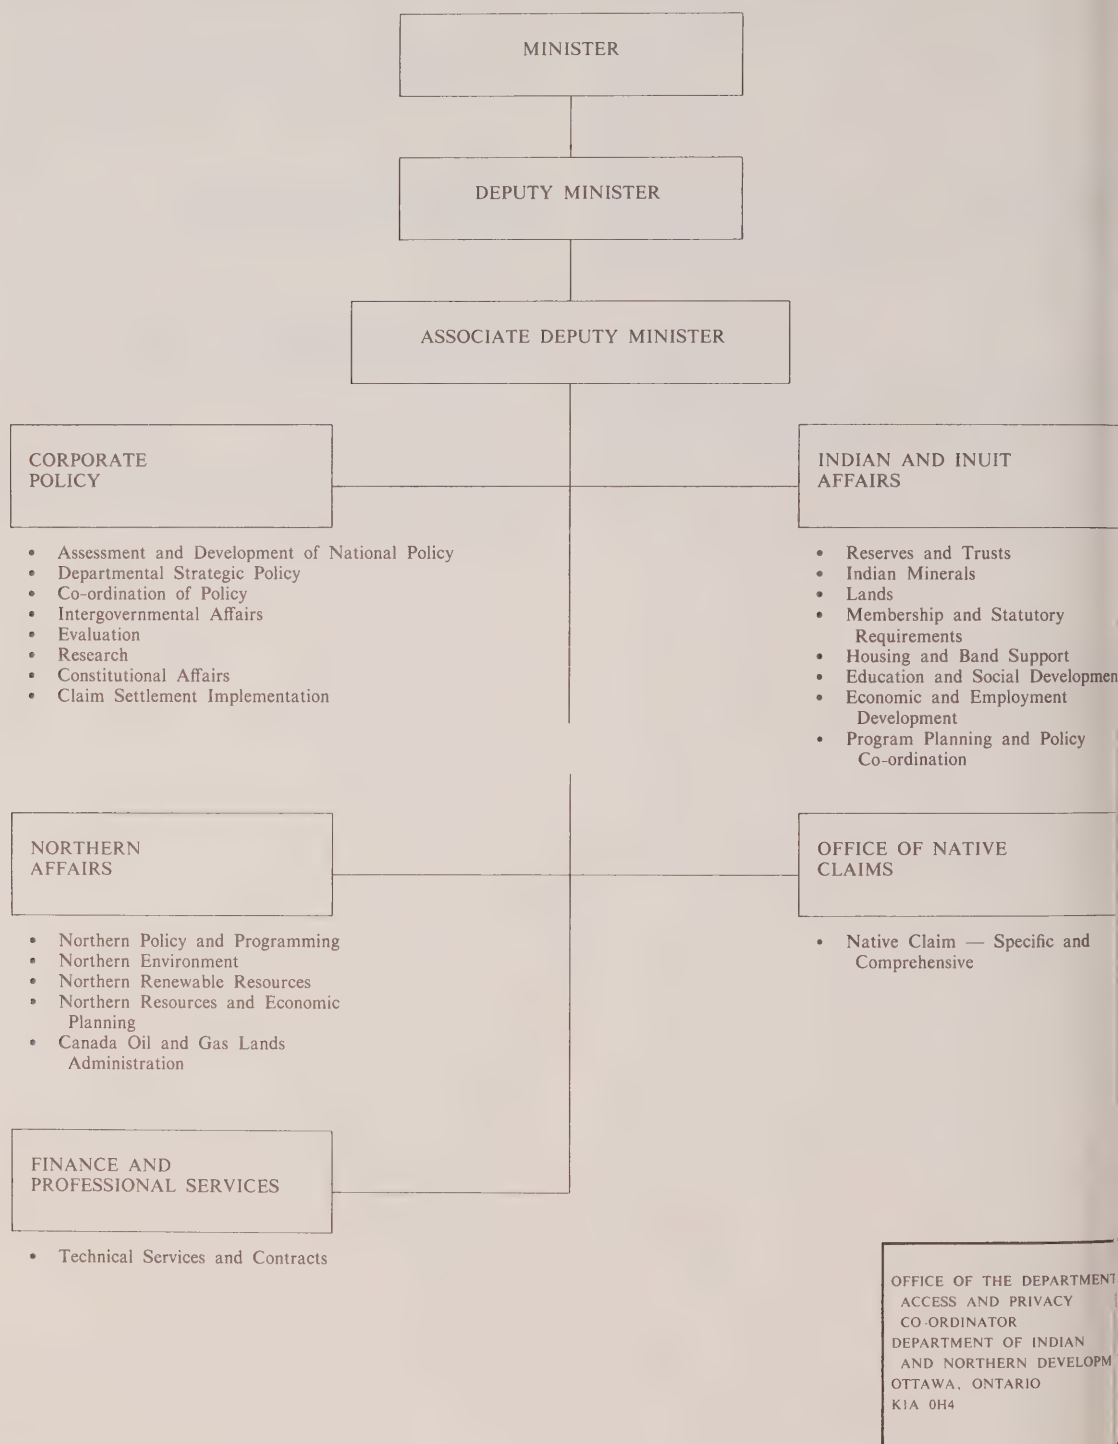 MINISTER
DEPUTY MINISTER
ASSOCIATE DEPUTY MINISTER
CORPORATE
POLICY
• Assessment and Development of National Policy
• Departmental Strategic Policy
• Co-ordination of Policy
• Intergovernmental Affairs
• Evaluation
• Research
• Constitutional Affairs
• Claim Settlement Implementation
INDIAN AND INUIT
AFFAIRS
• Reserves and Trusts
• Indian Minerals
• Lands
• Membership and Statutory
Requirements
• Housing and Band Support
• Education and Social Developmen
• Economic and Employment
Development
• Program Planning and Policy
Co-ordination
NORTHERN
AFFAIRS
• Northern Policy and Programming
• Northern Environment
• Northern Renewable Resources
• Northern Resources and Economic
Planning
• Canada Oil and Gas Lands
Administration
OFFICE OF NATIVE
CLAIMS
• Native Claim — Specific and
Comprehensive
FINANCE AND
PROFESSIONAL SERVICES
• Technical Services and Contracts
OFFICE OF THE DEPARTMENT
ACCESS AND PRIVACY
CO-ORDINATOR
DEPARTMENT OF INDIAN
AND NORTHERN DEVELOPM
OTTAWA, ONTARIO
K1A 0H4